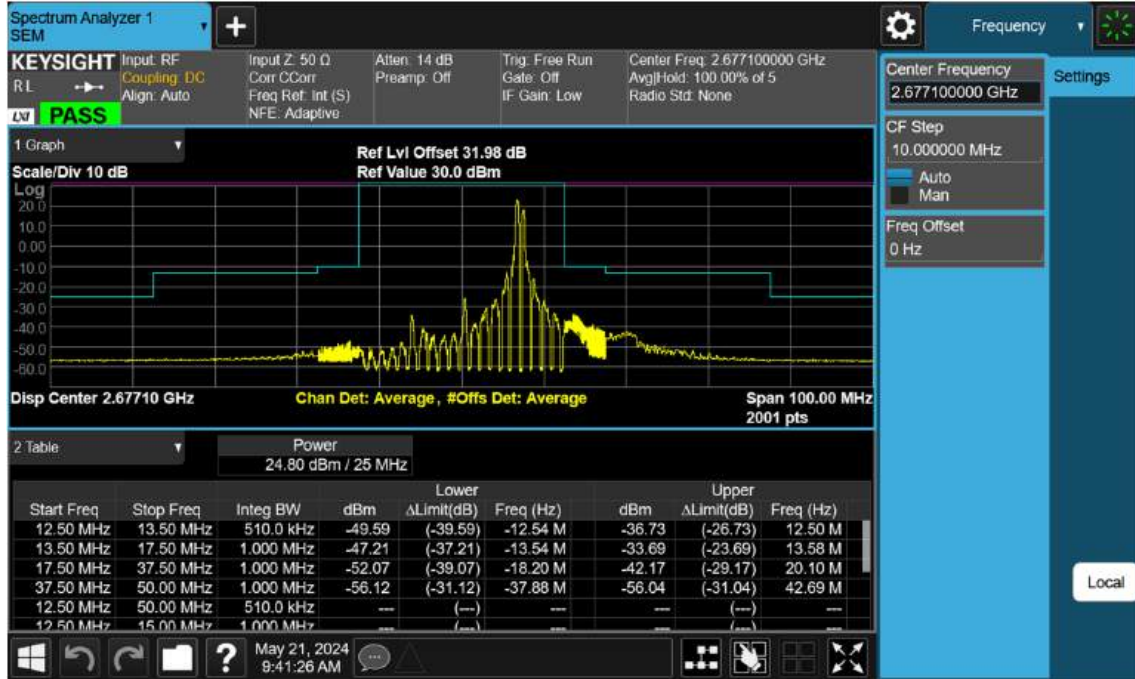 Spectrum Analyzer 1
SEM
Frequency
KEYSIGHT
R L
LXI
PASS
Input: RF
Coupling: DC
Align: Auto
Input Z: 50 Ω
Corr CCorr
Freq Ref: Int (S)
NFE: Adaptive
Atten: 14 dB
Preamp: Off
Trig: Free Run
Gate: Off
IF Gain: Low
Center Freq: 2.677100000 GHz
Avg|Hold: 100.00% of 5
Radio Std: None
Center Frequency
2.677100000 GHz
Settings
CF Step
10.000000 MHz
Auto
Man
Freq Offset
0 Hz
Local
1 Graph
Scale/Div 10 dB
Ref Lvl Offset 31.98 dB
Ref Value 30.0 dBm
Log
20.0
10.0
0.00
-10.0
-20.0
-30.0
-40.0
-50.0
-60.0
Disp Center 2.67710 GHz
Chan Det: Average, #Offs Det: Average
Span 100.00 MHz
2001 pts
2 Table
Power
24.80 dBm / 25 MHz
Lower Upper
Start Freq Stop Freq Integ BW dBm ΔLimit(dB) Freq (Hz) dBm ΔLimit(dB) Freq (Hz)
12.50 MHz 13.50 MHz 510.0 kHz -49.59 (-39.59) -12.54 M -36.73 (-26.73) 12.50 M
13.50 MHz 17.50 MHz 1.000 MHz -47.21 (-37.21) -13.54 M -33.69 (-23.69) 13.58 M
17.50 MHz 37.50 MHz 1.000 MHz -52.07 (-39.07) -18.20 M -42.17 (-29.17) 20.10 M
37.50 MHz 50.00 MHz 1.000 MHz -56.12 (-31.12) -37.88 M -56.04 (-31.04) 42.69 M
12.50 MHz 50.00 MHz 510.0 kHz --- (---) --- --- (---) ---
12.50 MHz 15.00 MHz 1.000 MHz --- (---) --- --- (---) ---
?
May 21, 2024
9:41:26 AM